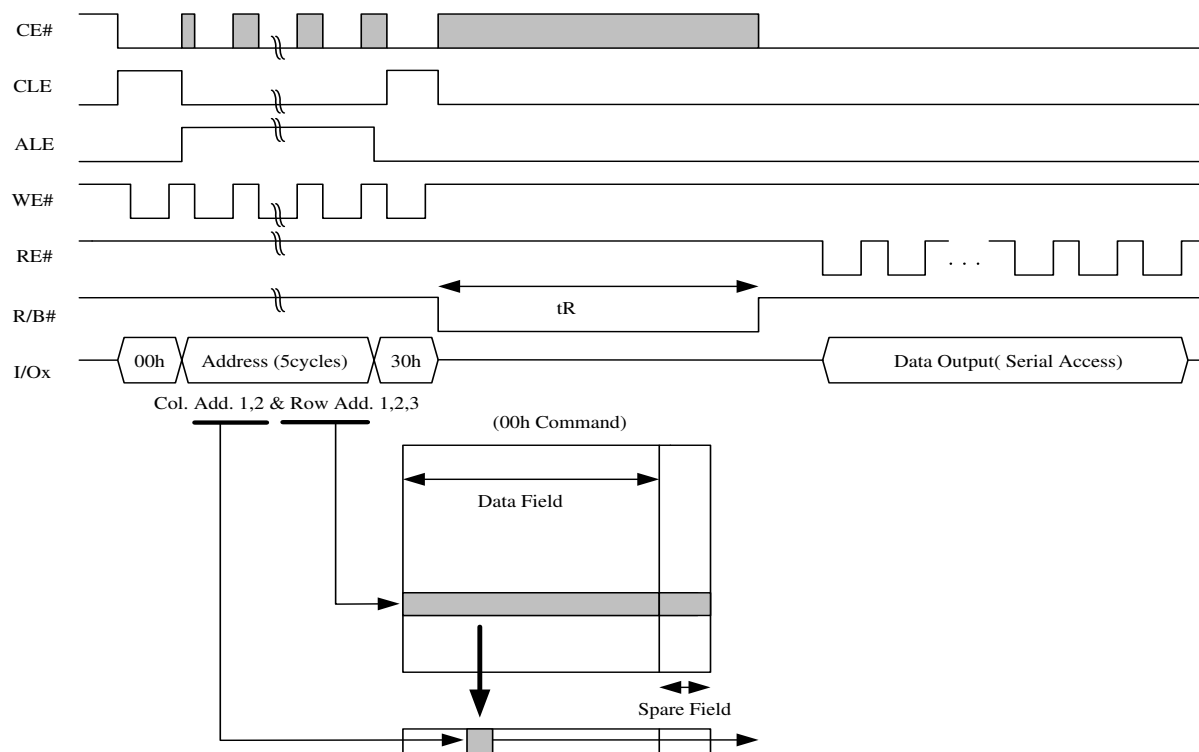 CE#
CLE
ALE
WE#
RE#
. . .
tR
R/B#
I/Ox
00h
Address (5cycles)
30h
Data Output( Serial Access)
Col. Add. 1,2 & Row Add. 1,2,3
(00h Command)
Data Field
Spare Field